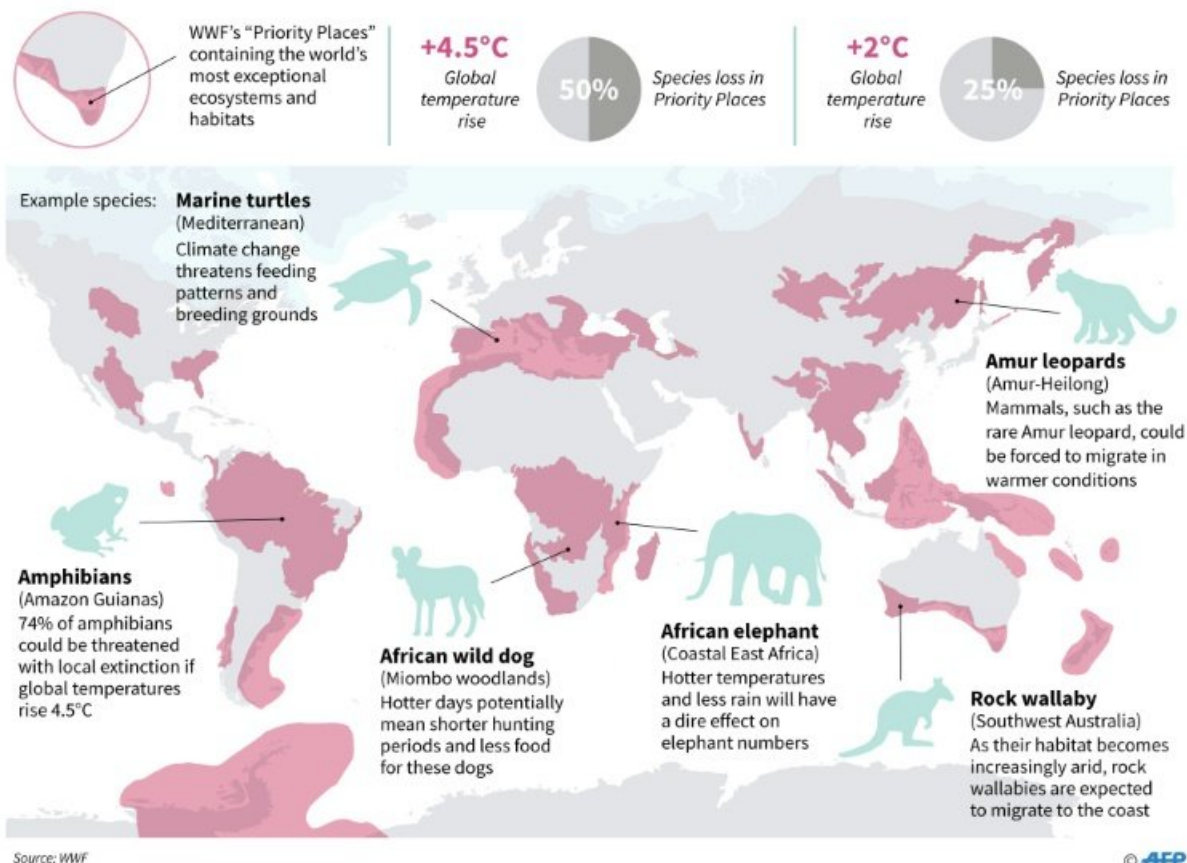 WWF's “Priority Places”
containing the world's
most exceptional
ecosystems and
habitats
+4.5°C
Global
temperature
rise
50%
Species loss in
Priority Places
+2°C
Global
temperature
rise
25%
Species loss in
Priority Places
Example species:
Marine turtles
(Mediterranean)
Climate change
threatens feeding
patterns and
breeding grounds
Amur leopards
(Amur-Heilong)
Mammals, such as the
rare Amur leopard, could
be forced to migrate in
warmer conditions
Amphibians
(Amazon Guianas)
74% of amphibians
could be threatened
with local extinction if
global temperatures
rise 4.5°C
African wild dog
(Miombo woodlands)
Hotter days potentially
mean shorter hunting
periods and less food
for these dogs
African elephant
(Coastal East Africa)
Hotter temperatures
and less rain will have
a dire effect on
elephant numbers
Rock wallaby
(Southwest Australia)
As their habitat becomes
increasingly arid, rock
wallabies are expected
to migrate to the coast
Source: WWF
© AFP